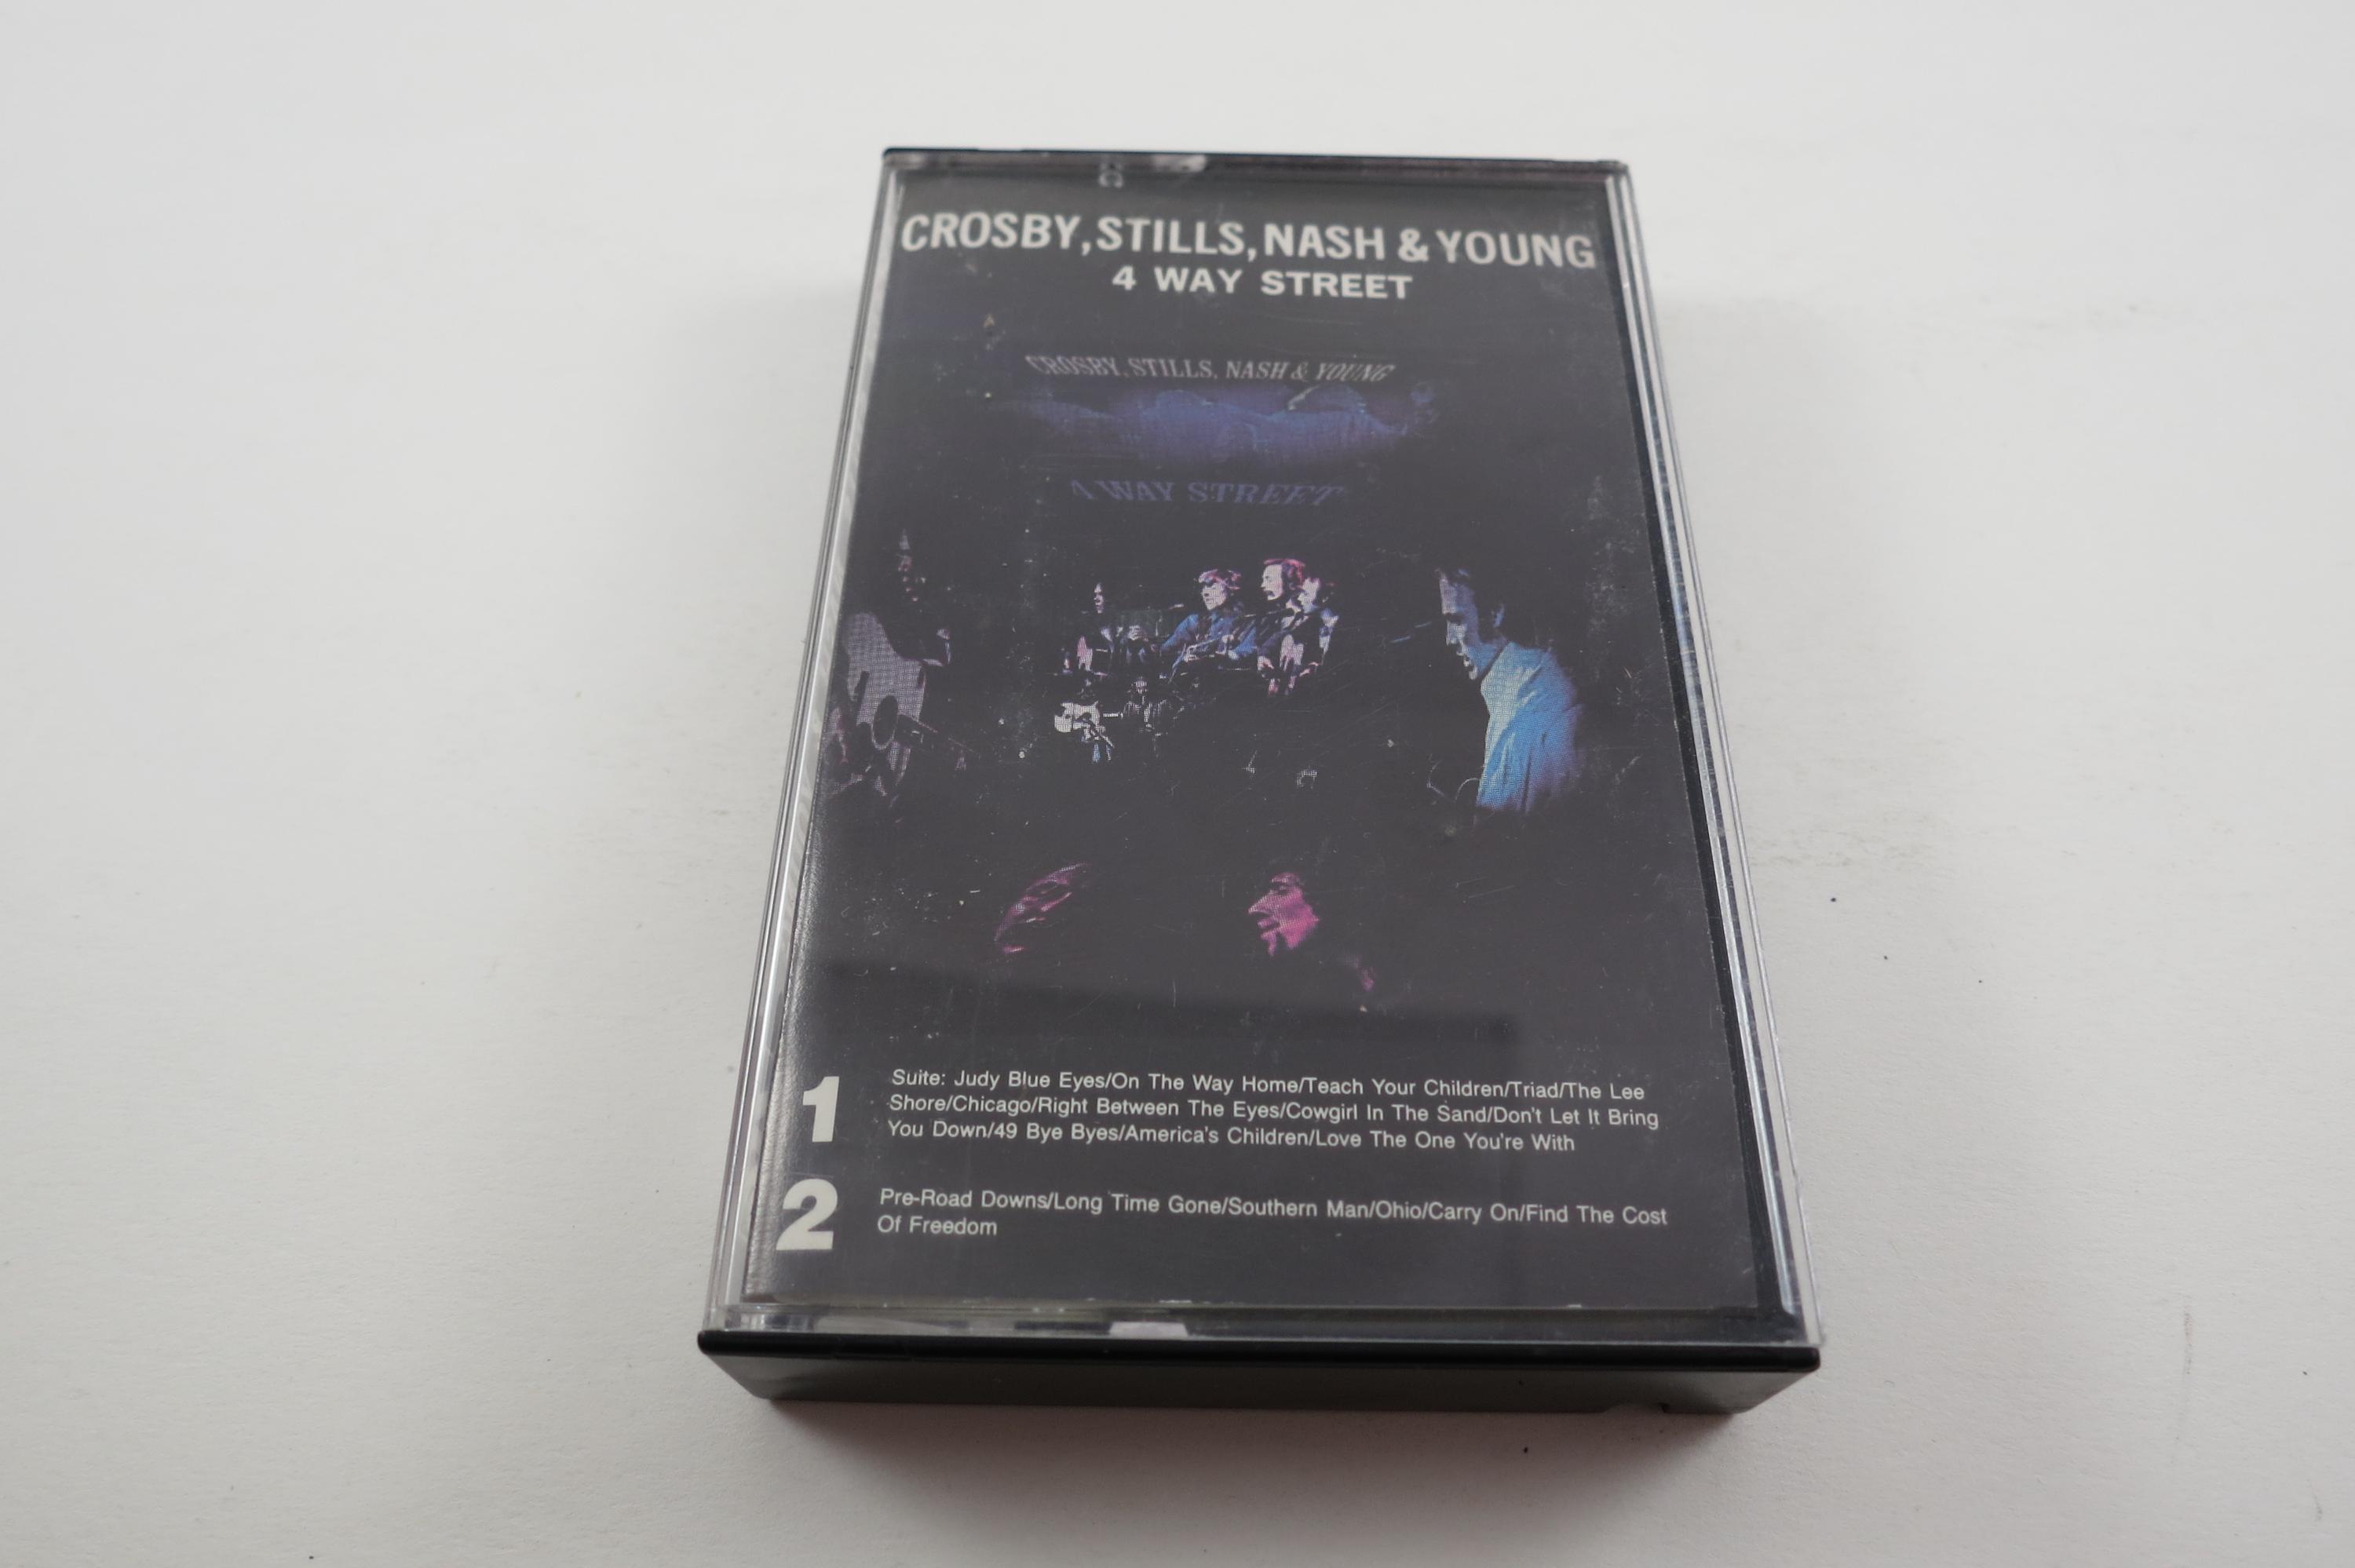 CROSBY, STILLS, NASH & YOUNG
4 WAY STREET
CROSBY, STILLS, NASH & YOUNG
4 WAY STREET
1
Suite: Judy Blue Eyes/On The Way Home/Teach Your Children/Triad/The Lee
Shore/Chicago/Right Between The Eyes/Cowgirl In The Sand/Don't Let It Bring
You Down/49 Bye Byes/America's Children/Love The One You're With
2
Pre-Road Downs/Long Time Gone/Southern Man/Ohio/Carry On/Find The Cost
Of Freedom